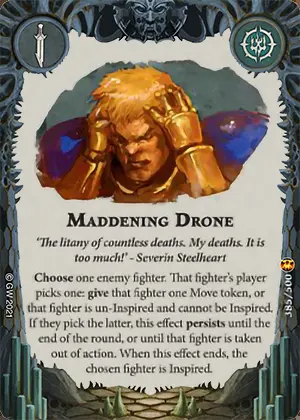 MADDENING DRONE
‘The litany of countless deaths. My deaths. It is
too much!’ - Severin Steelheart
Choose one enemy fighter. That fighter's player
picks one: give that fighter one Move token, or
that fighter is un-Inspired and cannot be Inspired.
If they pick the latter, this effect persists until the
end of the round, or until that fighter is taken
out of action. When this effect ends, the
chosen fighter is Inspired.
© GW 2021
385/500